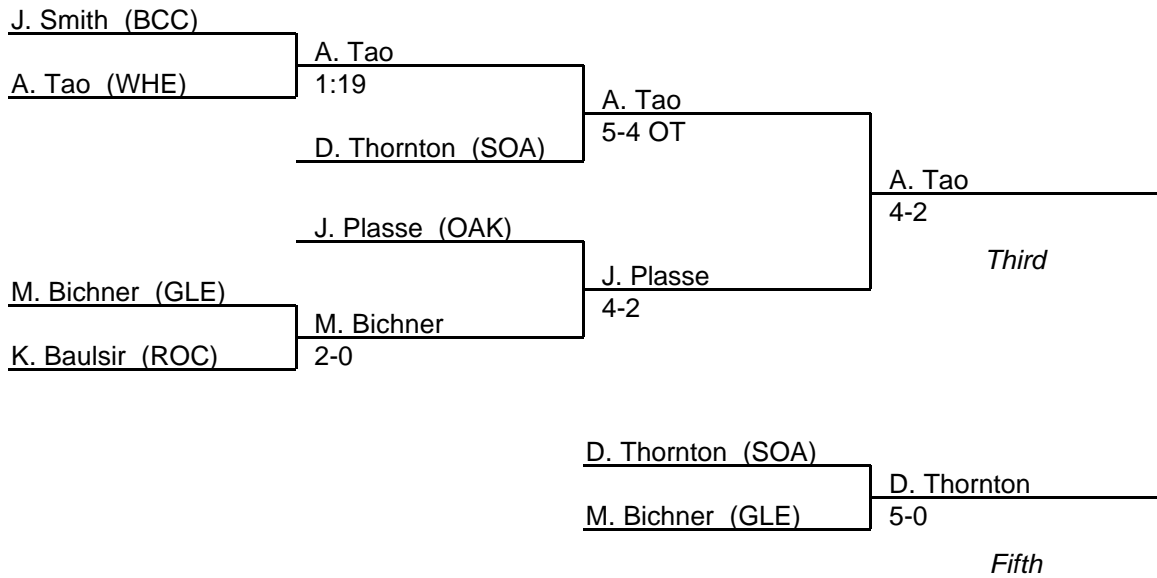 J. Smith (BCC)
A. Tao
A. Tao (WHE)
1:19
A. Tao
5-4 OT
D. Thornton (SOA)
A. Tao
4-2
J. Plasse (OAK)
Third
J. Plasse
M. Bichner (GLE)
4-2
M. Bichner
K. Baulsir (ROC)
2-0
D. Thornton (SOA)
D. Thornton
M. Bichner (GLE)
5-0
Fifth